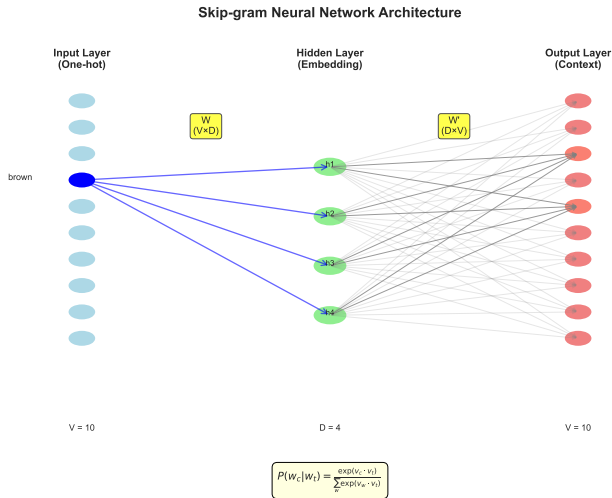 Skip-gram Neural Network Architecture
Input Layer
(One-hot)
Hidden Layer
(Embedding)
Output Layer
(Context)
W
(V×D)
W'
(D×V)
brown
h1
h2
h3
h4
V = 10
D = 4
V = 10
P(w_c|w_t) = exp(v_c · v_t) / ∑_w exp(v_w · v_t)